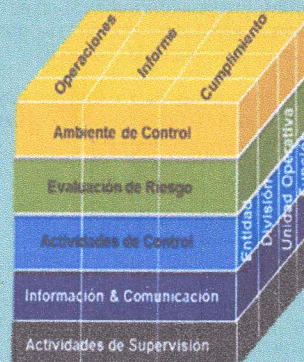 Operaciones
Informe
Cumplimiento
Ambiente de Control
Evaluación de Riesgo
Actividades de Control
Información & Comunicación
Actividades de Supervisión
Entidad
División
Unidad Operativa